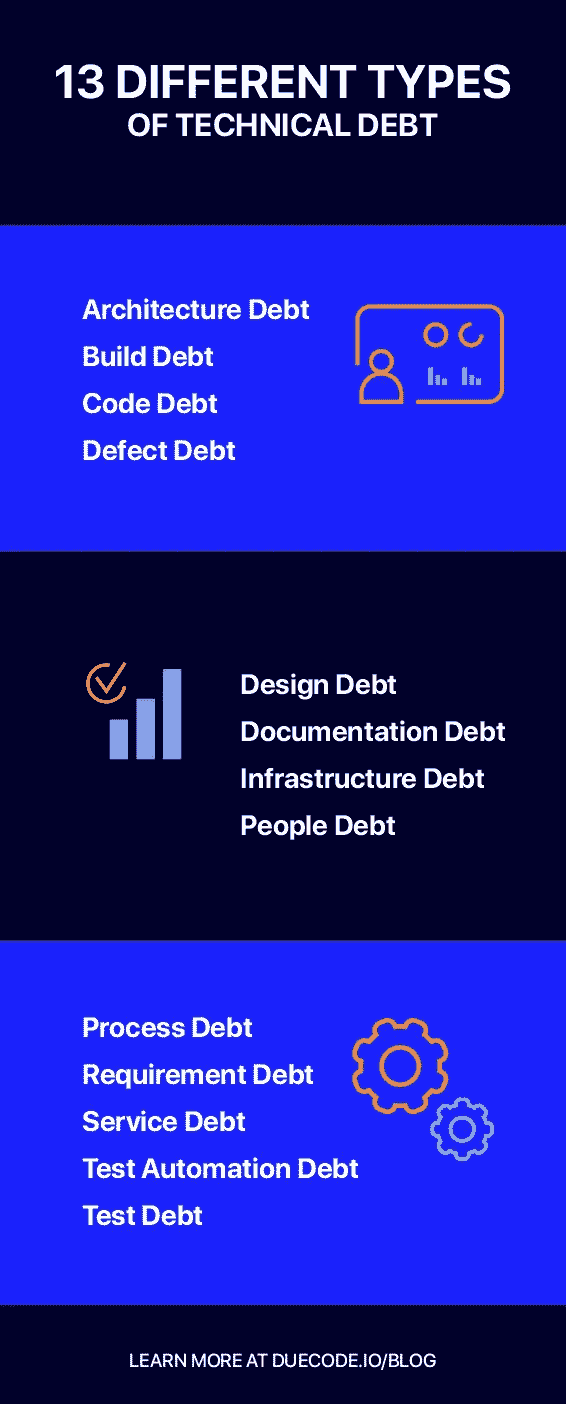 13 DIFFERENT TYPES
OF TECHNICAL DEBT
Architecture Debt
Build Debt
Code Debt
Defect Debt
Design Debt
Documentation Debt
Infrastructure Debt
People Debt
Process Debt
Requirement Debt
Service Debt
Test Automation Debt
Test Debt
LEARN MORE AT DUECODE.IO/BLOG